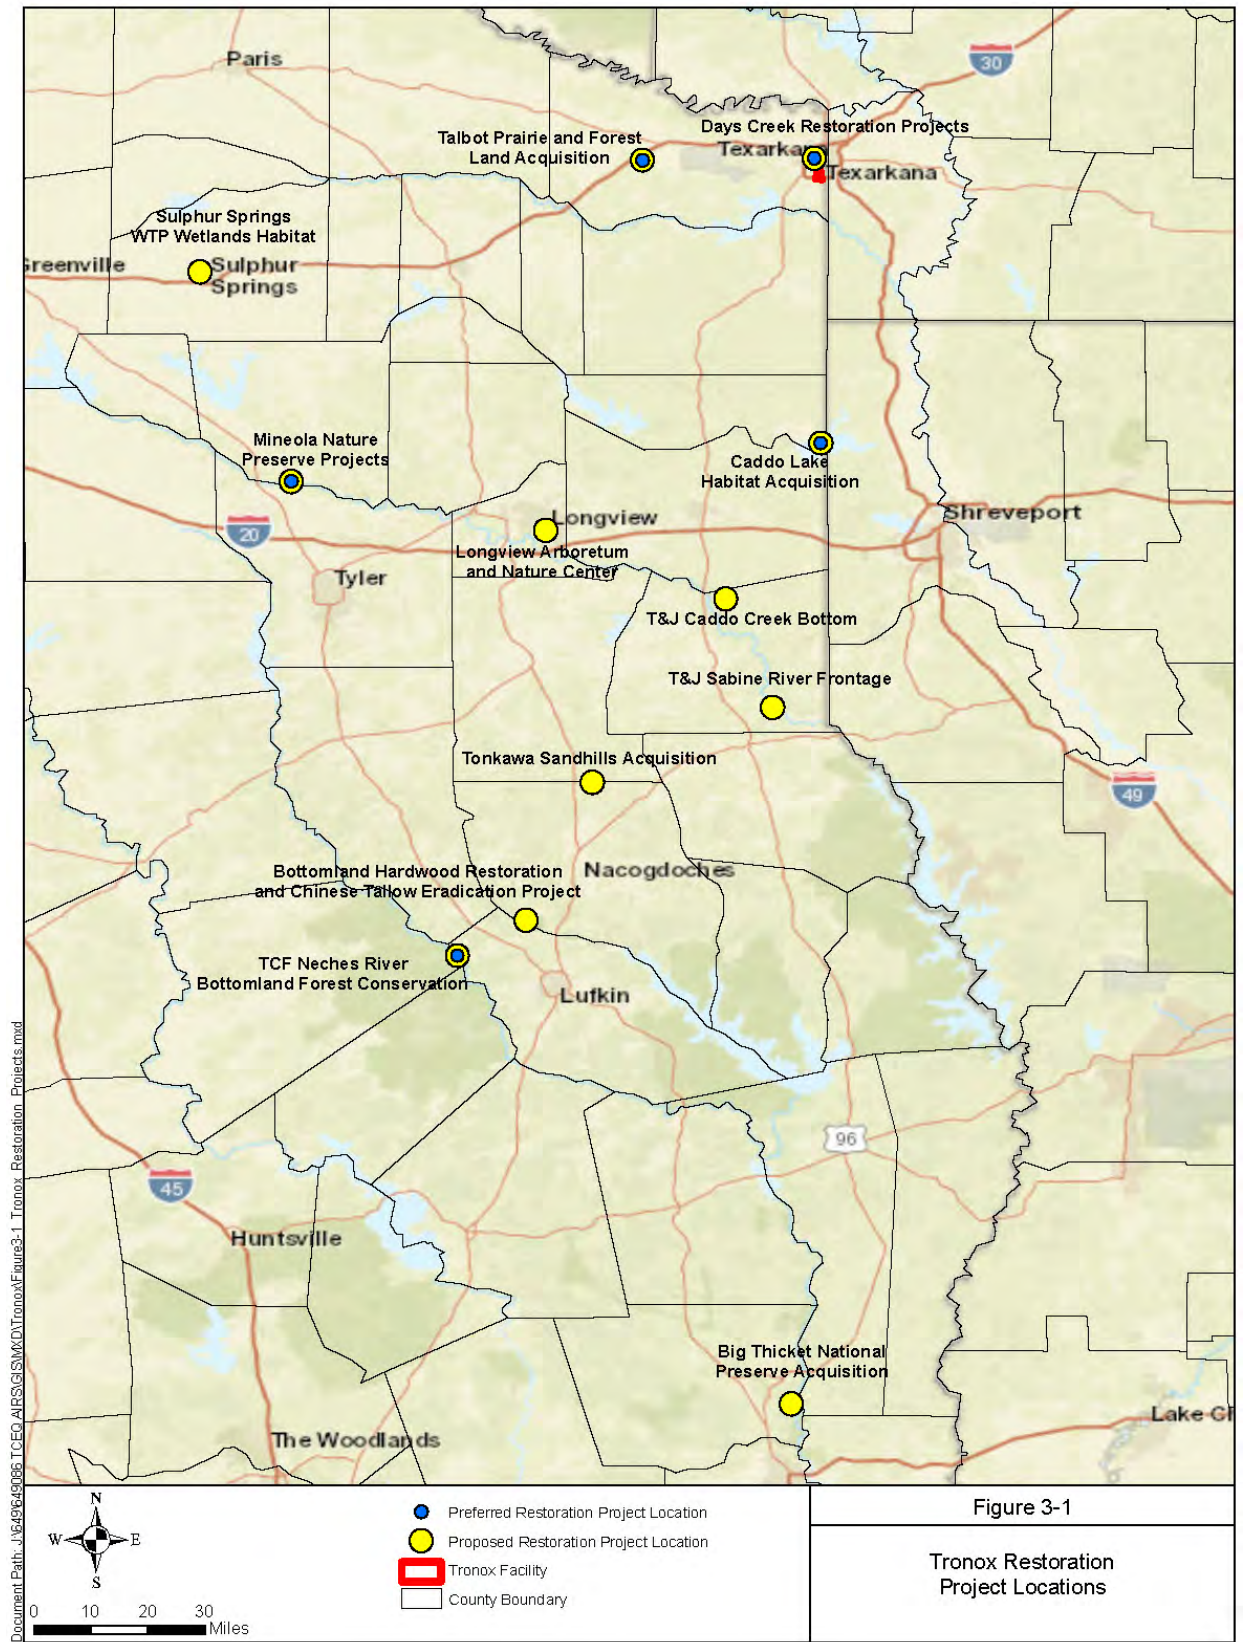 Paris
30
Days Creek Restoration Projects
Talbot Prairie and Forest
Land Acquisition
Texarkana
Texarkana
Sulphur Springs
WTP Wetlands Habitat
Greenville
Sulphur
Springs
Mineola Nature
Preserve Projects
Caddo Lake
Habitat Acquisition
Shreveport
Longview
20
Longview Arboretum
and Nature Center
Tyler
T&J Caddo Creek Bottom
T&J Sabine River Frontage
Tonkawa Sandhills Acquisition
49
Bottomland Hardwood Restoration
and Chinese Tallow Eradication Project
Nacogdoches
TCF Neches River
Bottomland Forest Conservation
Lufkin
96
45
Huntsville
Big Thicket National
Preserve Acquisition
Lake C
The Woodlands
Document Path: J:\649\649086_TCEQ_AIRS\GIS\MXD\Tronox\Figure3-1_Tronox_Restoration_Projects.mxd
N
W
E
S
0 10 20 30
Miles
Preferred Restoration Project Location
Proposed Restoration Project Location
Tronox Facility
County Boundary
Figure 3-1
Tronox Restoration
Project Locations